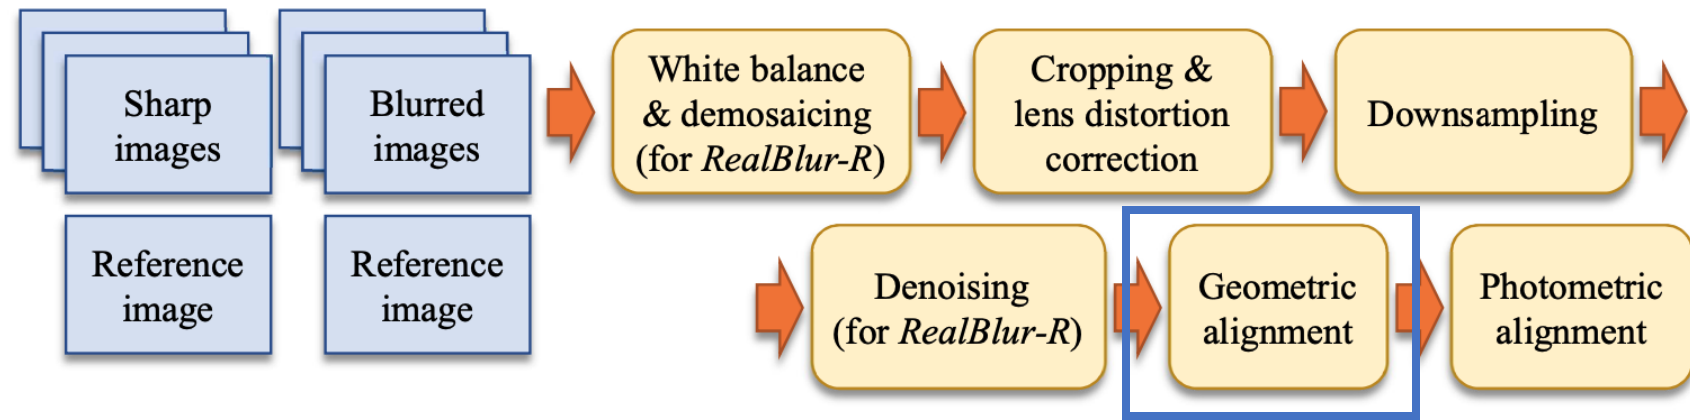 Sharp
images
Blurred
images
Reference
image
Reference
image
White balance
& demosaicing
(for RealBlur-R)
Cropping &
lens distortion
correction
Downsampling
Denoising
(for RealBlur-R)
Geometric
alignment
Photometric
alignment